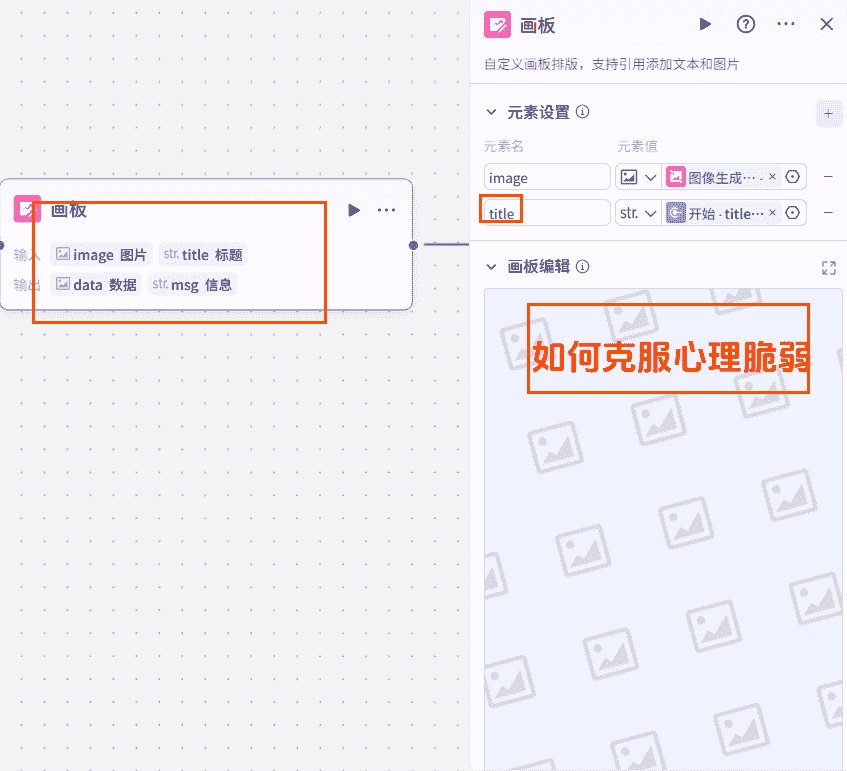 画板
输入 image 图片 str. title 标题
输出 data 数据 str. msg 信息
画板
自定义画板排版，支持引用添加文本和图片
元素设置
元素名 元素值
image 图像生成… ·
title str. 开始 · title…
画板编辑
如何克服心理脆弱